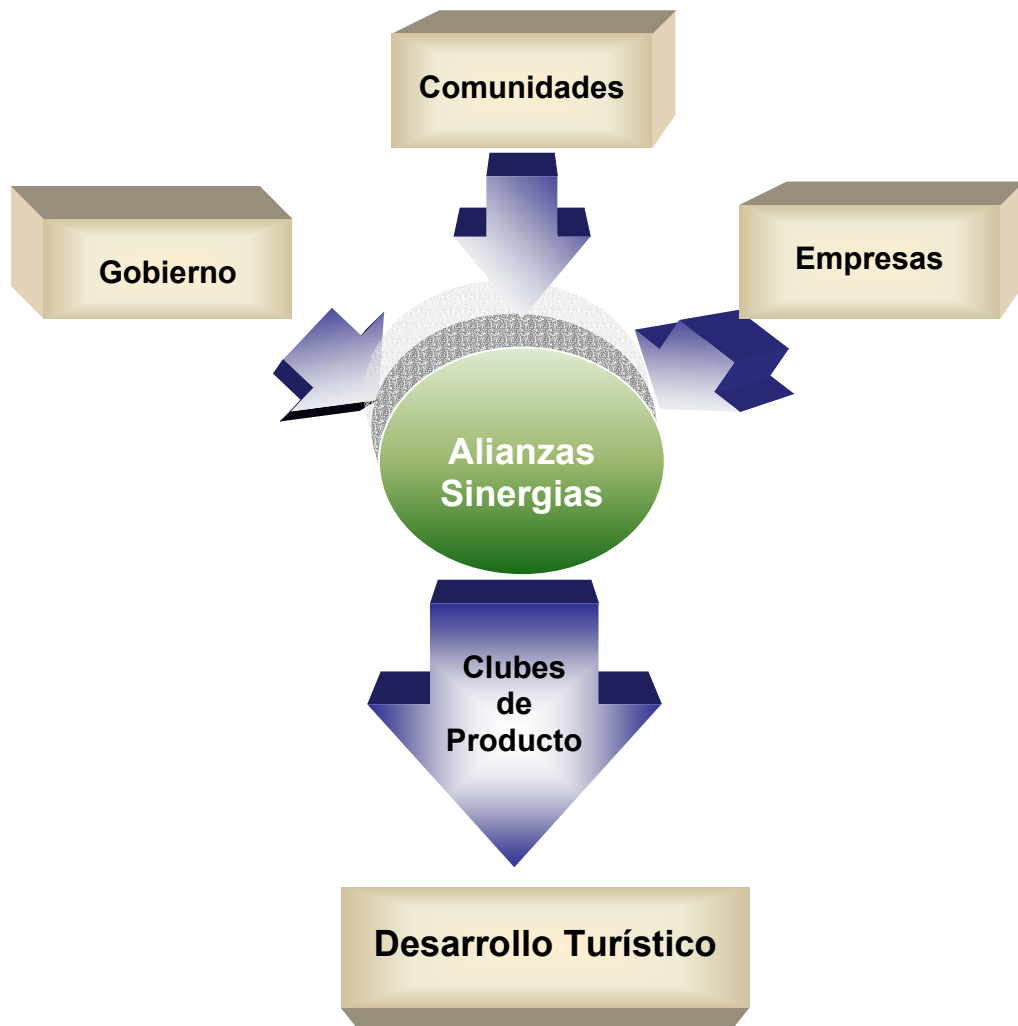 Comunidades
Gobierno
Empresas
Alianzas
Sinergias
Clubes
de
Producto
Desarrollo Turístico